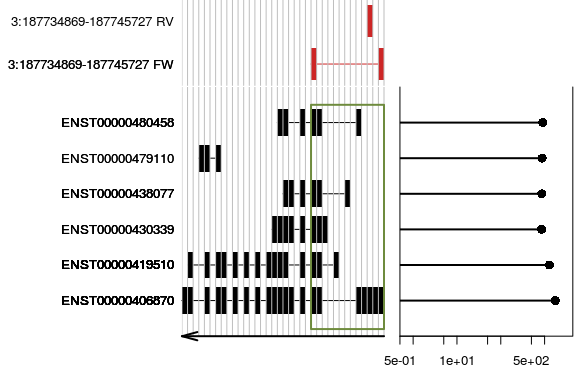 3:187734869-187745727 RV
3:187734869-187745727 FW
ENST00000480458
ENST00000479110
ENST00000438077
ENST00000430339
ENST00000419510
ENST00000406870
5e-01 1e+01 5e+02